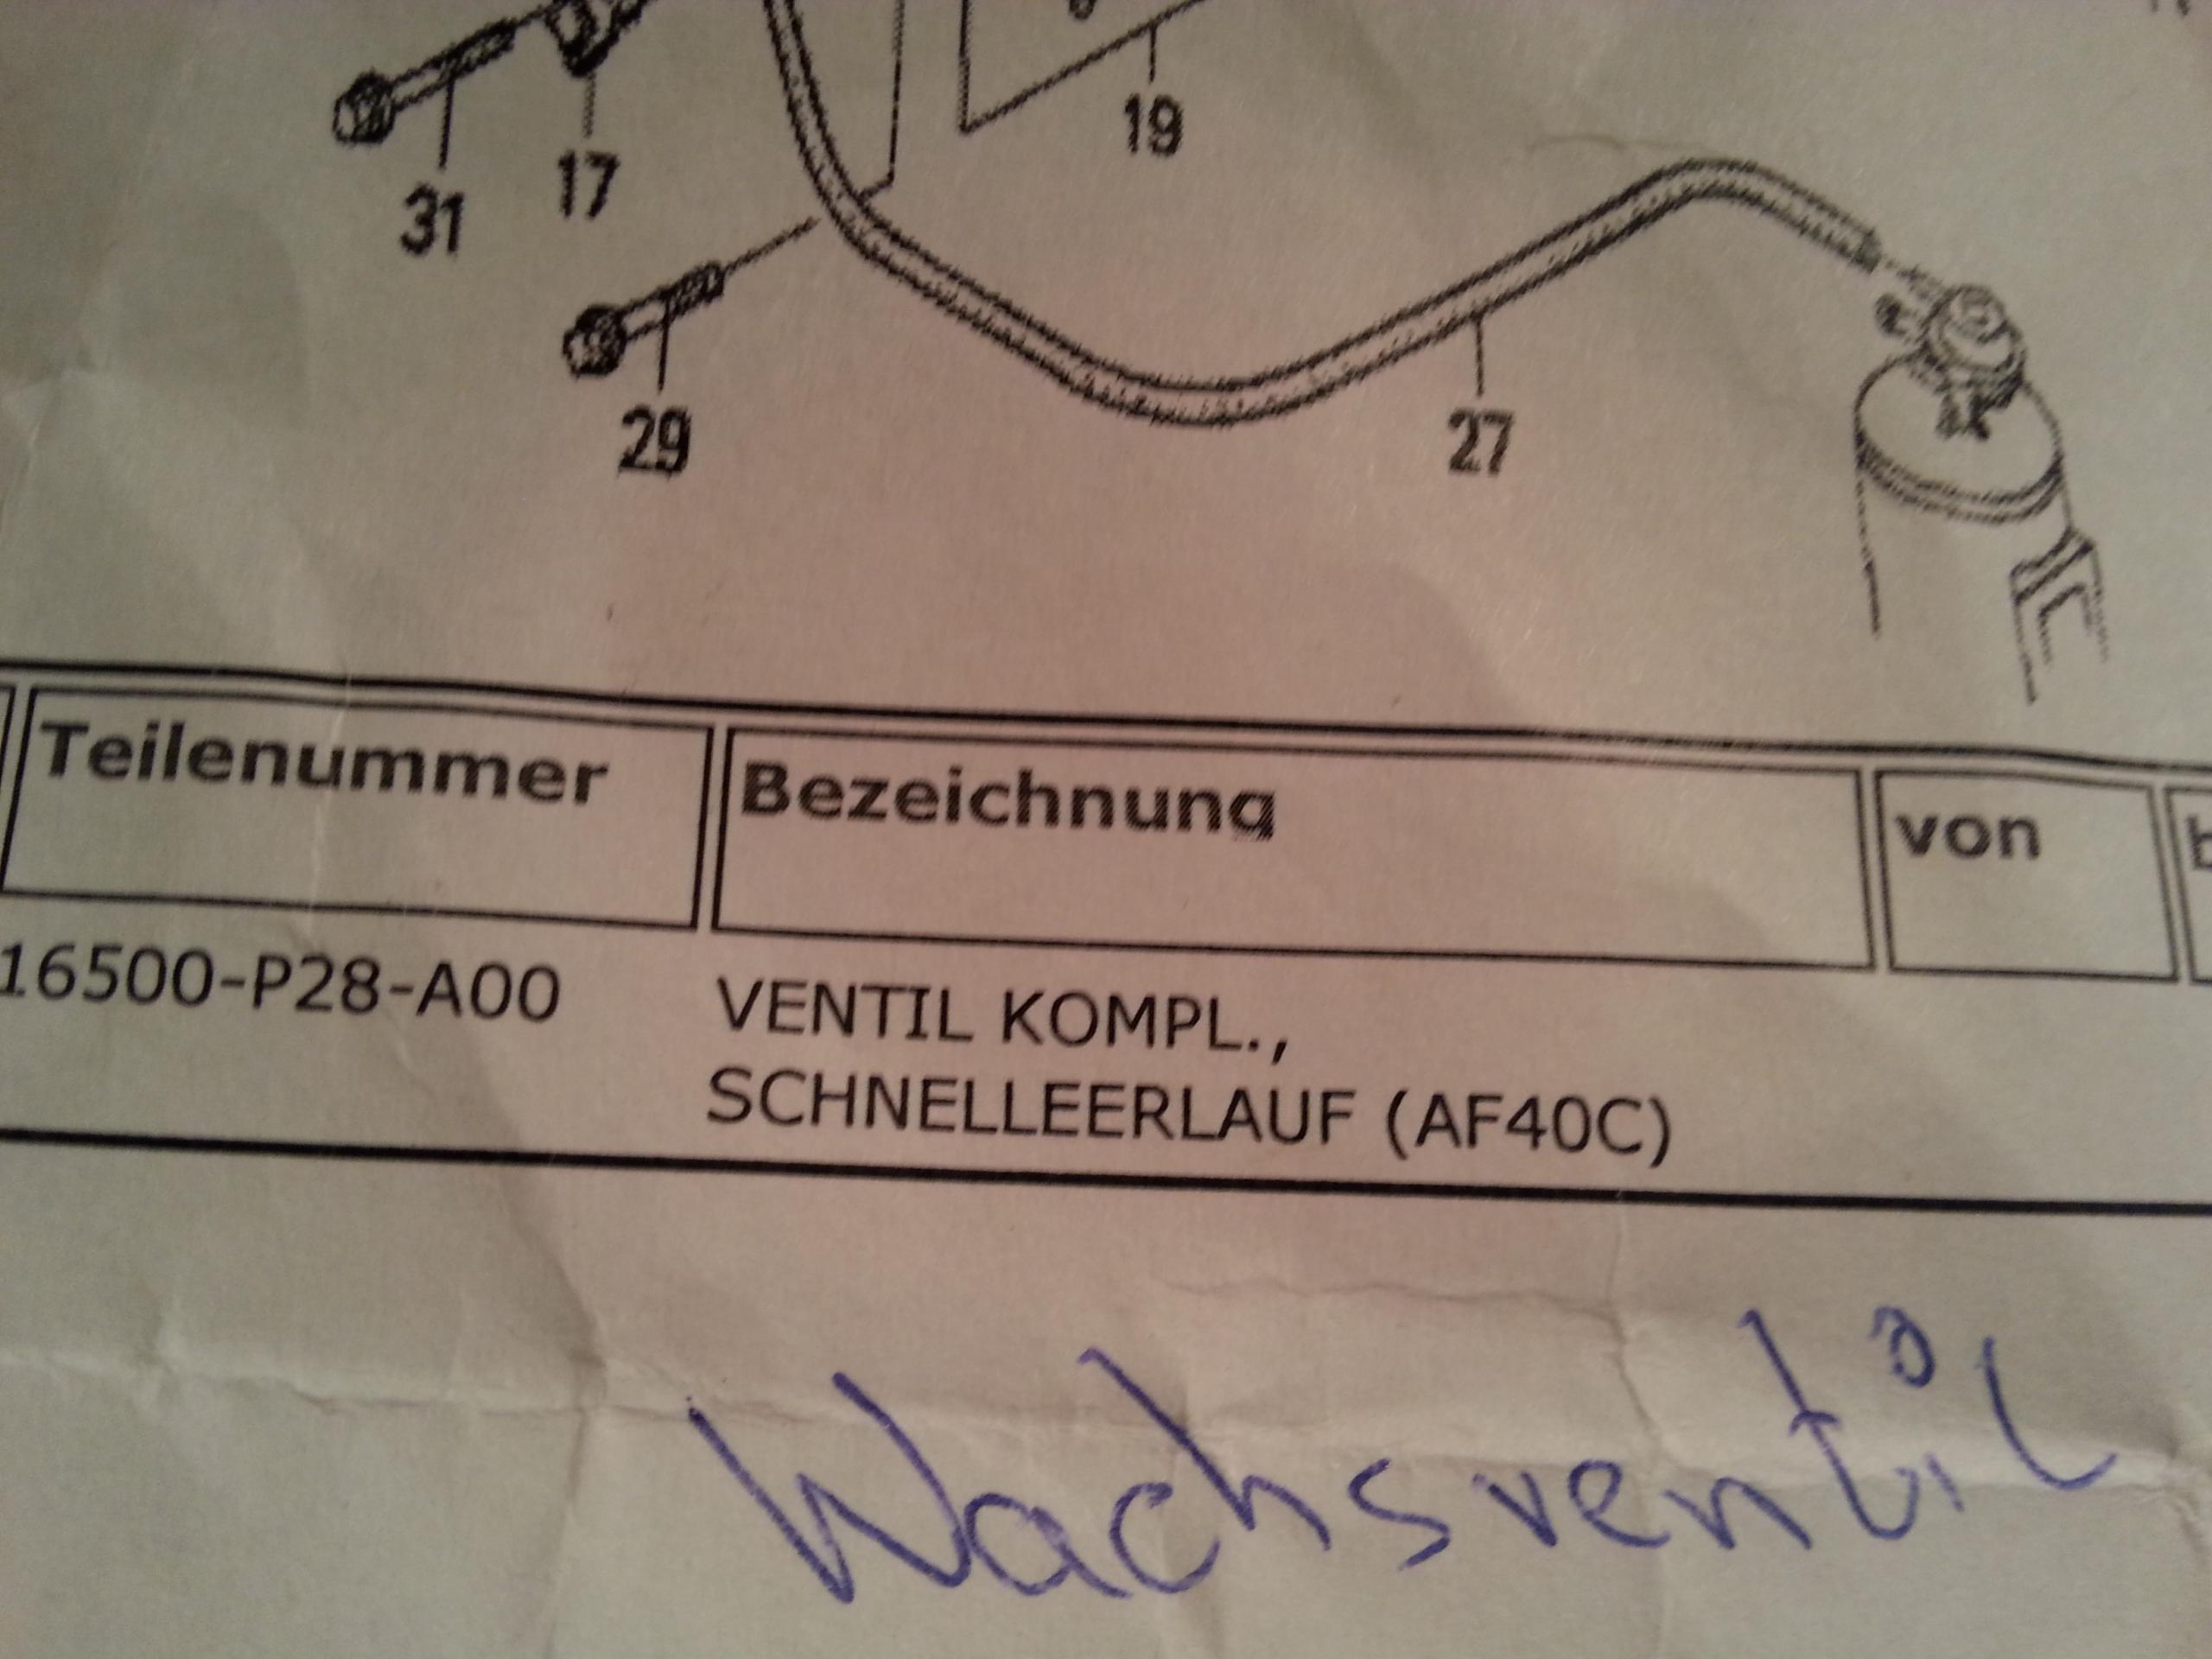 19
17
31
29
27
Teilenummer Bezeichnung von
16500-P28-A00 VENTIL KOMPL.,
SCHNELLEERLAUF (AF40C)
Wachsventil